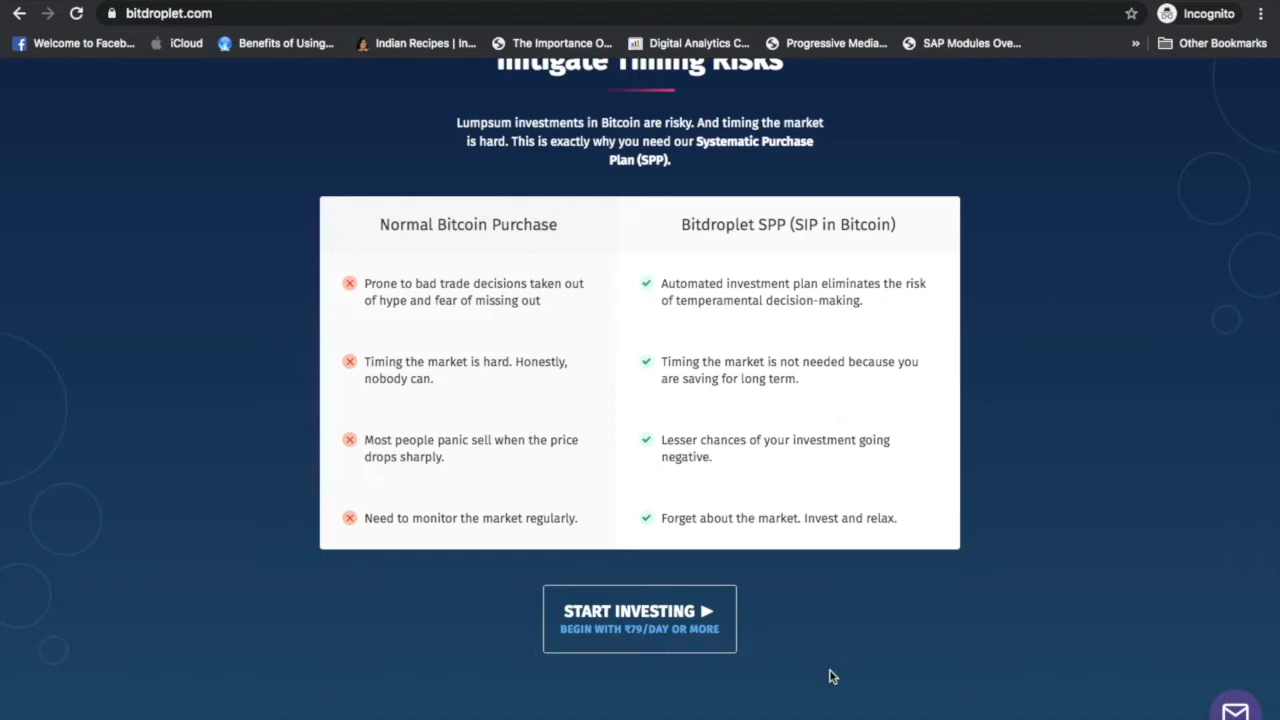 bitdroplet.com
Incognito
Welcome to Faceb...
iCloud
Benefits of Using...
Indian Recipes | In...
The Importance O...
Digital Analytics C...
Progressive Media...
SAP Modules Ove...
»
Other Bookmarks
Mitigate Timing Risks
Lumpsum investments in Bitcoin are risky. And timing the market
is hard. This is exactly why you need our Systematic Purchase
Plan (SPP).
Normal Bitcoin Purchase
Bitdroplet SPP (SIP in Bitcoin)
Prone to bad trade decisions taken out
of hype and fear of missing out
Automated investment plan eliminates the risk
of temperamental decision-making.
Timing the market is hard. Honestly,
nobody can.
Timing the market is not needed because you
are saving for long term.
Most people panic sell when the price
drops sharply.
Lesser chances of your investment going
negative.
Need to monitor the market regularly.
Forget about the market. Invest and relax.
START INVESTING ►
BEGIN WITH ₹79/DAY OR MORE